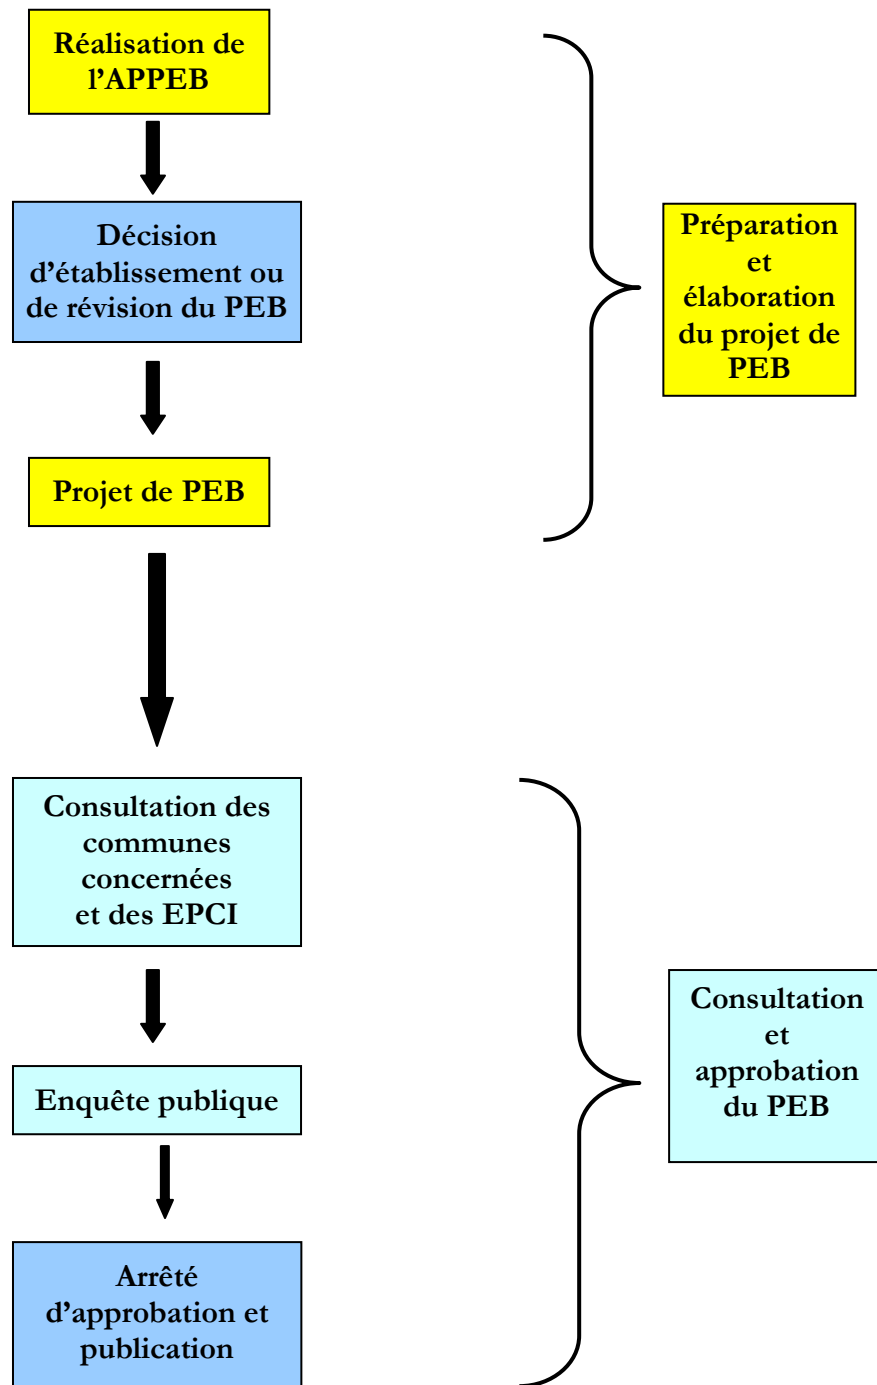 Réalisation de
l’APPEB
Décision
d’établissement ou
de révision du PEB
Projet de PEB
Préparation
et
élaboration
du projet de
PEB
Consultation des
communes
concernées
et des EPCI
Enquête publique
Arrêté
d’approbation et
publication
Consultation
et
approbation
du PEB